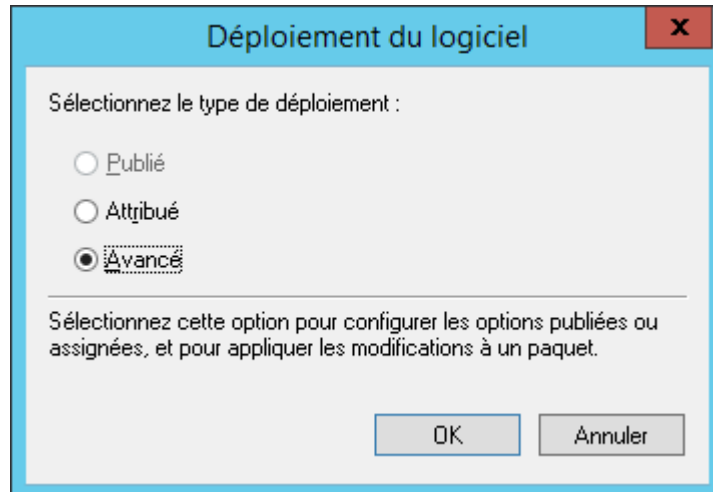 Déploiement du logiciel
x
Sélectionnez le type de déploiement :
Publié
Attribué
Avancé
Sélectionnez cette option pour configurer les options publiées ou
assignées, et pour appliquer les modifications à un paquet.
OK
Annuler